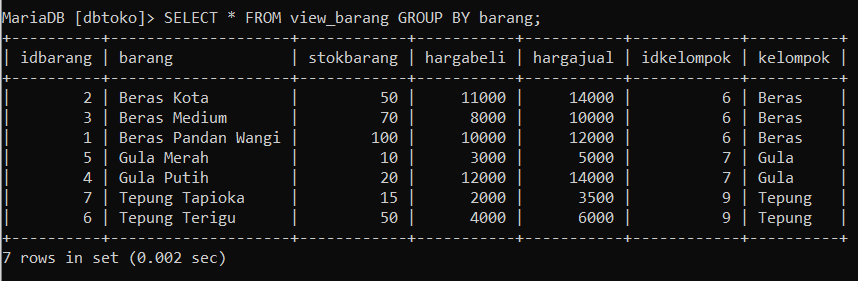 MariaDB [dbtoko]> SELECT * FROM view_barang GROUP BY barang;
+----------+--------------------+------------+-----------+-----------+------------+----------+
| idbarang | barang             | stokbarang | hargabeli | hargajual | idkelompok | kelompok |
+----------+--------------------+------------+-----------+-----------+------------+----------+
|        2 | Beras Kota         |         50 |     11000 |     14000 |          6 | Beras    |
|        3 | Beras Medium       |         70 |      8000 |     10000 |          6 | Beras    |
|        1 | Beras Pandan Wangi |        100 |     10000 |     12000 |          6 | Beras    |
|        5 | Gula Merah         |         10 |      3000 |      5000 |          7 | Gula     |
|        4 | Gula Putih         |         20 |     12000 |     14000 |          7 | Gula     |
|        7 | Tepung Tapioka     |         15 |      2000 |      3500 |          9 | Tepung   |
|        6 | Tepung Terigu      |         50 |      4000 |      6000 |          9 | Tepung   |
+----------+--------------------+------------+-----------+-----------+------------+----------+
7 rows in set (0.002 sec)